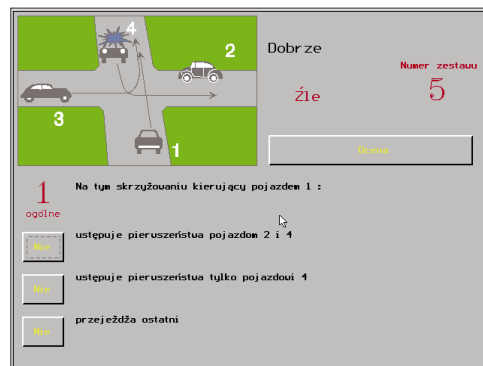 4
2
3
1
Dobrze
Źle
Numer zestawu
5
Ocena
1
ogólne
Na tym skrzyżowaniu kierujący pojazdem 1 :
Nie
ustępuje pierwszeństwa pojazdom 2 i 4
Nie
ustępuje pierwszeństwa tylko pojazdowi 4
Nie
przejeżdża ostatni